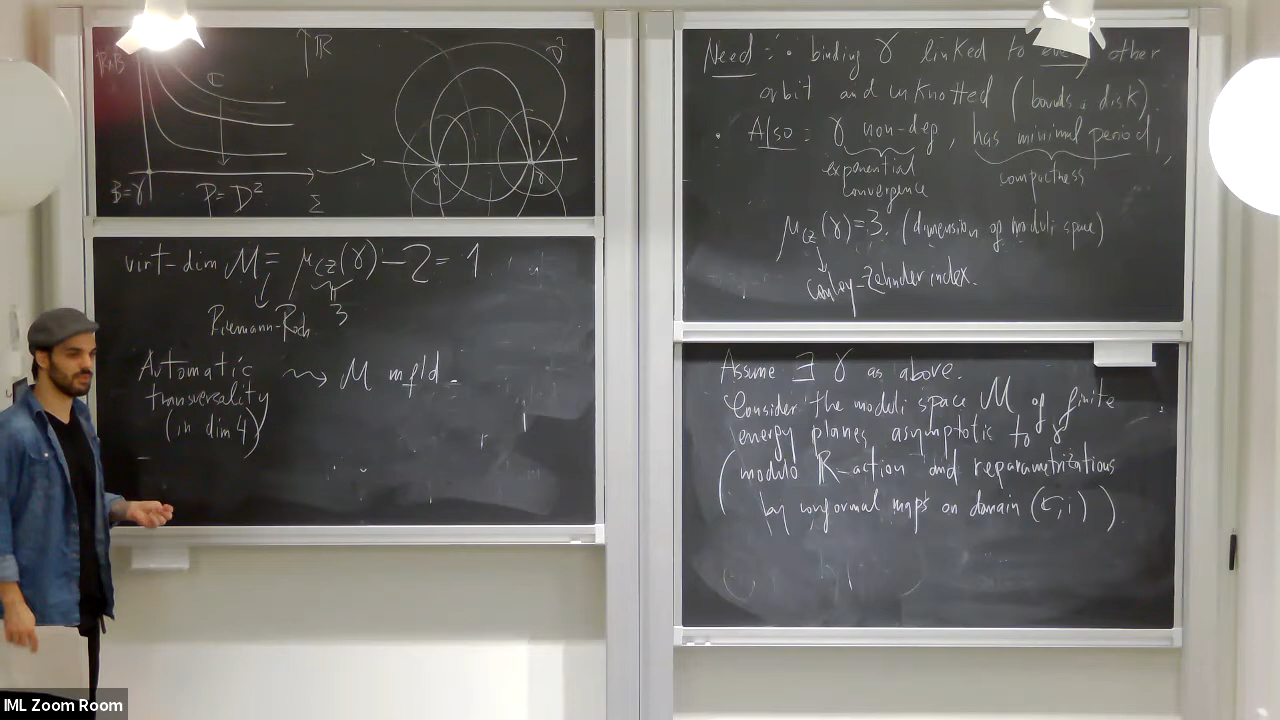 ℝ×B
ℂ
ℝ
D²
B=γ
P=D²
Σ
γ
γ
virt-dim M = μ_CZ(γ)-2 = 1
3
Riemann-Roch
Automatic
transversality
(in dim 4)
⇝ M mfld.
Need: • binding γ linked to every other
orbit and unknotted (bounds a disk).
• Also: γ non-deg, has minimal period,
exponential
convergence
compactness
μ_CZ(γ)=3. (dimension of moduli space)
Conley-Zehnder index.
Assume ∃ γ as above.
Consider the moduli space M of finite
energy planes asymptotic to γ
(modulo ℝ-action and reparametrizations
by conformal maps on domain (ℂ,i)).
IML Zoom Room